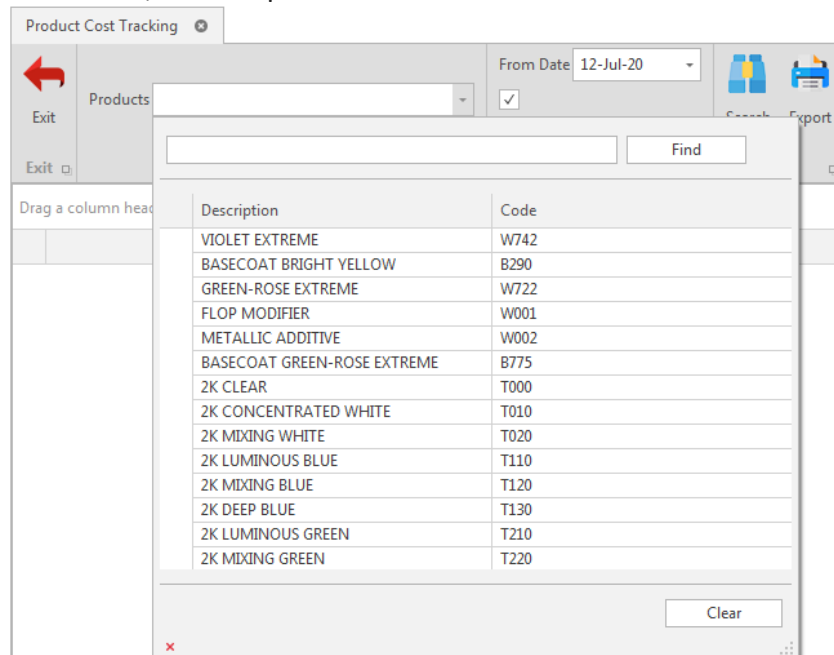 Product Cost Tracking
From Date 12-Jul-20
Products
Exit
Export
Find
Exit
Drag a column head
Description Code
VIOLET EXTREME W742
BASECOAT BRIGHT YELLOW B290
GREEN-ROSE EXTREME W722
FLOP MODIFIER W001
METALLIC ADDITIVE W002
BASECOAT GREEN-ROSE EXTREME B775
2K CLEAR T000
2K CONCENTRATED WHITE T010
2K MIXING WHITE T020
2K LUMINOUS BLUE T110
2K MIXING BLUE T120
2K DEEP BLUE T130
2K LUMINOUS GREEN T210
2K MIXING GREEN T220
Clear